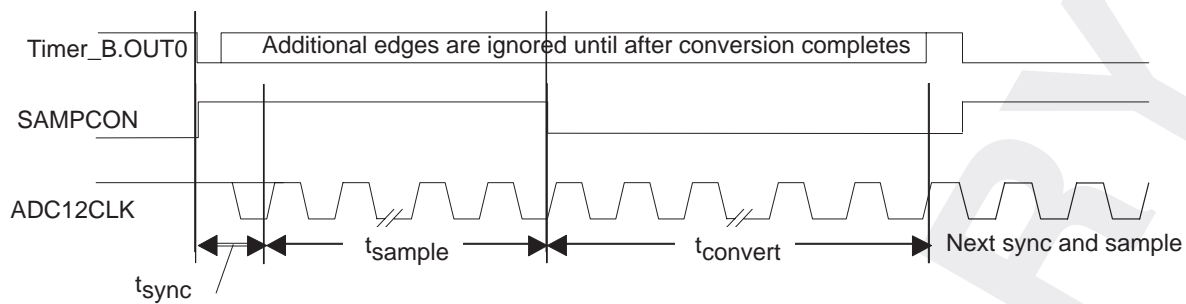 Timer_B.OUT0
Additional edges are ignored until after conversion completes
SAMPCON
ADC12CLK
tsample
tconvert
Next sync and sample
tsync
RY